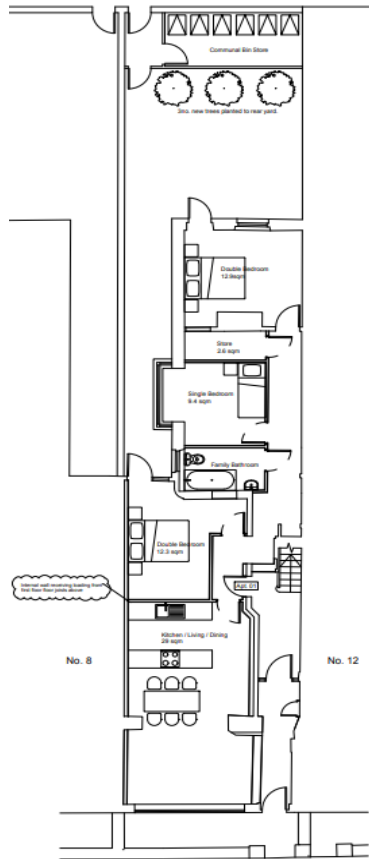 Communal Bin Store
3no. new trees planted to rear yard.
Double Bedroom
12.9sqm
Store
2.6 sqm
Single Bedroom
9.4 sqm
Family Bathroom
Double Bedroom
12.3 sqm
Apt. 01
Internal wall receiving loading from
first floor floor joists above
Kitchen / Living / Dining
29 sqm
No. 8
No. 12